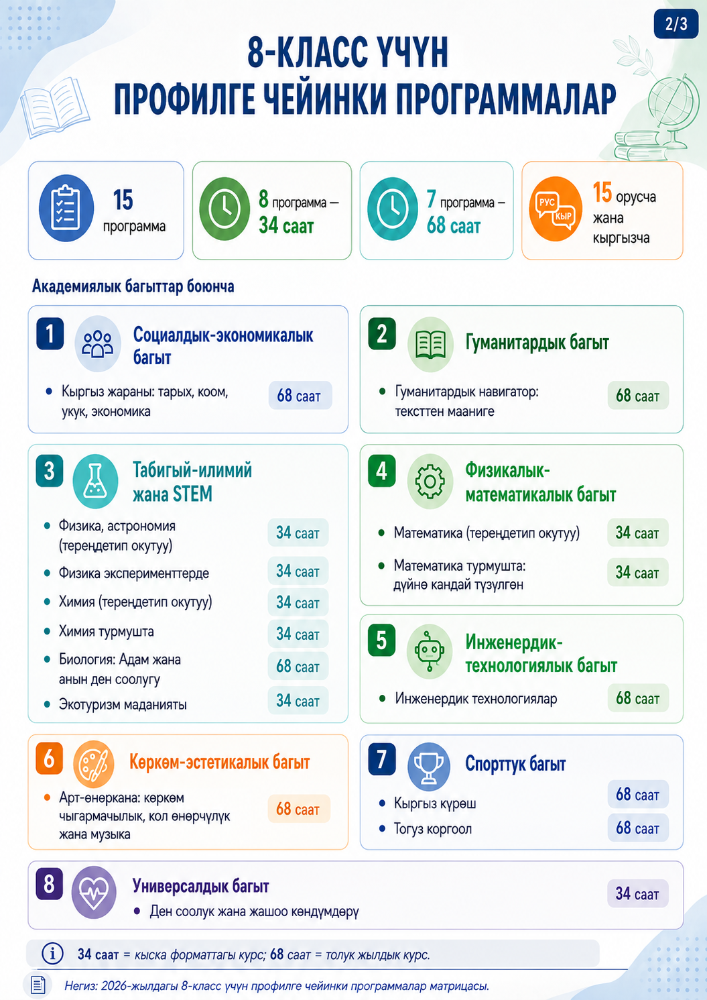 2/3
8-КЛАСС ҮЧҮН
ПРОФИЛГЕ ЧЕЙИНКИ ПРОГРАММАЛАР
15
программа
8 программа –
34 саат
7 программа –
68 саат
РУС
КЫР
15 орусча
жана
кыргызча
Академиялык багыттар боюнча
1
Социалдык-экономикалык
багыт
Кыргыз жараны: тарых, коом,
укук, экономика
68 саат
2
Гуманитардык багыт
Гуманитардык навигатор:
тексттен мааниге
68 саат
3
Табигый-илимий
жана STEM
Физика, астрономия
(тереңдетип окутуу)
34 саат
Физика эксперименттерде
34 саат
Химия (тереңдетип окутуу)
34 саат
Химия турмушта
34 саат
Биология: Адам жана
анын ден соолугу
68 саат
Экотуризм маданияты
34 саат
4
Физикалык-
математикалык багыт
Математика (тереңдетип окутуу)
34 саат
Математика турмушта:
дүйнө кандай түзүлгөн
34 саат
5
Инженердик-
технологиялык багыт
Инженердик технологиялар
68 саат
6
Көркөм-эстетикалык багыт
Арт-өнөркана: көркөм
чыгармачылык, кол өнөрчүлүк
жана музыка
68 саат
7
Спорттук багыт
Кыргыз күрөш
68 саат
Тогуз коргоол
68 саат
8
Универсалдык багыт
Ден соолук жана жашоо көндүмдөрү
34 саат
34 саат = кыска форматтагы курс; 68 саат = толук жылдык курс.
Негиз: 2026-жылдагы 8-класс үчүн профилге чейинки программалар матрицасы.